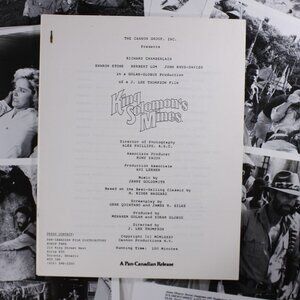 THE CANNON GROUP, INC.
Presents
RICHARD CHAMBERLAIN
SHARON STONE HERBERT LOM JOHN RHYS-DAVIES
in a GOLAN-GLOBUS Production
of a J. LEE THOMPSON Film
King
Solomon's
Mines
Director of Photography
ALEX PHILLIPS, A.S.C.
Associate Producer
RONY YACOV
Associate Producer
AVI LERNER
Music by
JERRY GOLDSMITH
Based on the Best-Selling Classic by
H. RIDER HAGGARD
Screenplay by
GENE QUINTANO and JAMES R. SILKE
Produced by
MENAHEM GOLAN and YORAM GLOBUS
Directed by
J. LEE THOMPSON
Copyright (c) MCMLXXXV
Cannon Productions N.V.
Running Time: 100 Minutes
PRESS CONTACT:
PAN-CANADIAN FILM DISTRIBUTORS
Street West
Toronto, Ontario
A Pan-Canadian Release